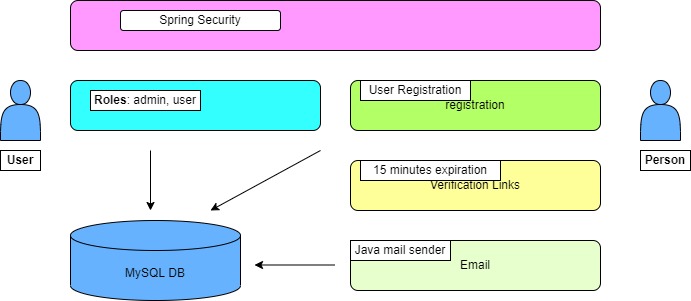 Spring Security
Roles: admin, user
User Registration
registration
User
Person
15 minutes expiration
Verification Links
Java mail sender
Email
MySQL DB